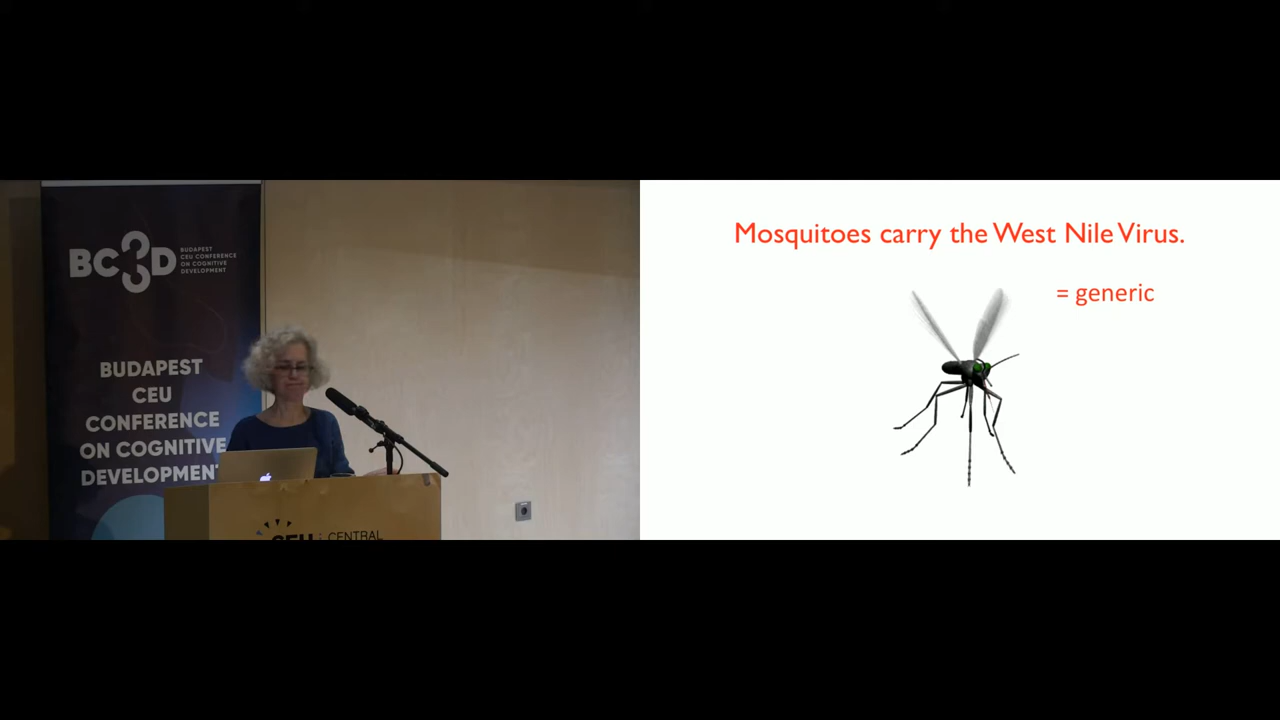 BC3D
BUDAPEST
CEU CONFERENCE
ON COGNITIVE
DEVELOPMENT
BUDAPEST
CEU
CONFERENCE
ON COGNITIVE
DEVELOPMENT
CEU
CENTRAL
Mosquitoes carry the West Nile Virus.
= generic